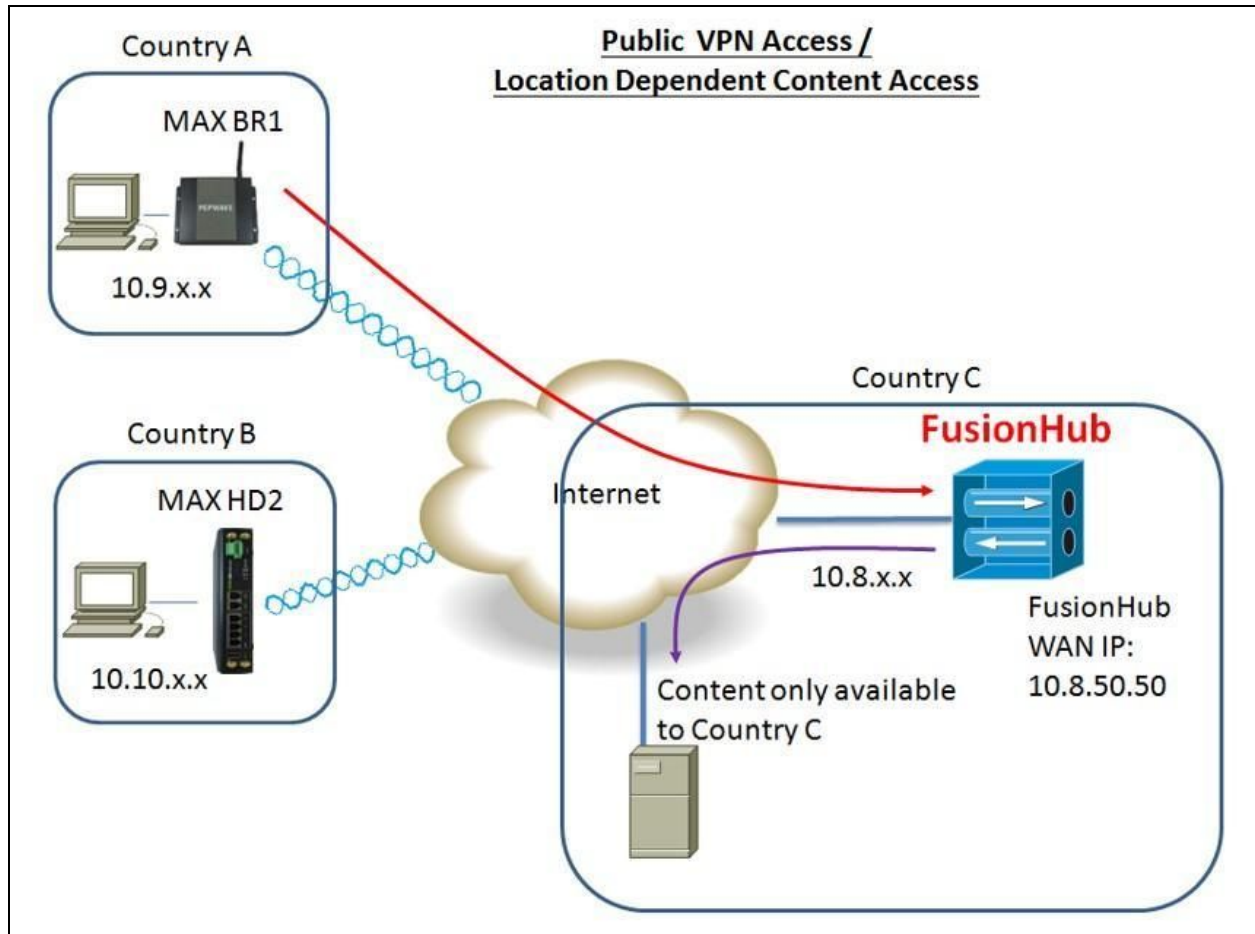 Public VPN Access /
Location Dependent Content Access
Country A
MAX BR1
PEPWAVE
10.9.x.x
Country B
MAX HD2
10.10.x.x
Internet
Country C
FusionHub
10.8.x.x
FusionHub
WAN IP:
10.8.50.50
Content only available
to Country C